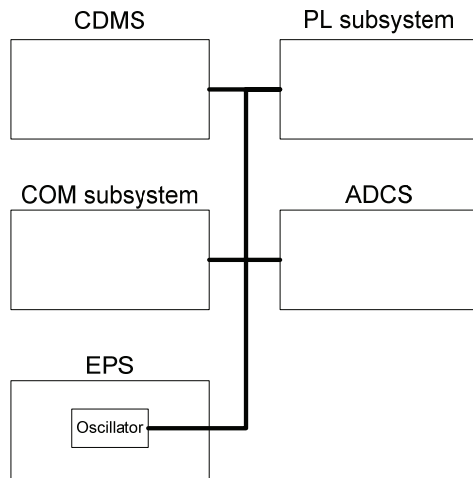 CDMS
PL subsystem
COM subsystem
ADCS
EPS
Oscillator